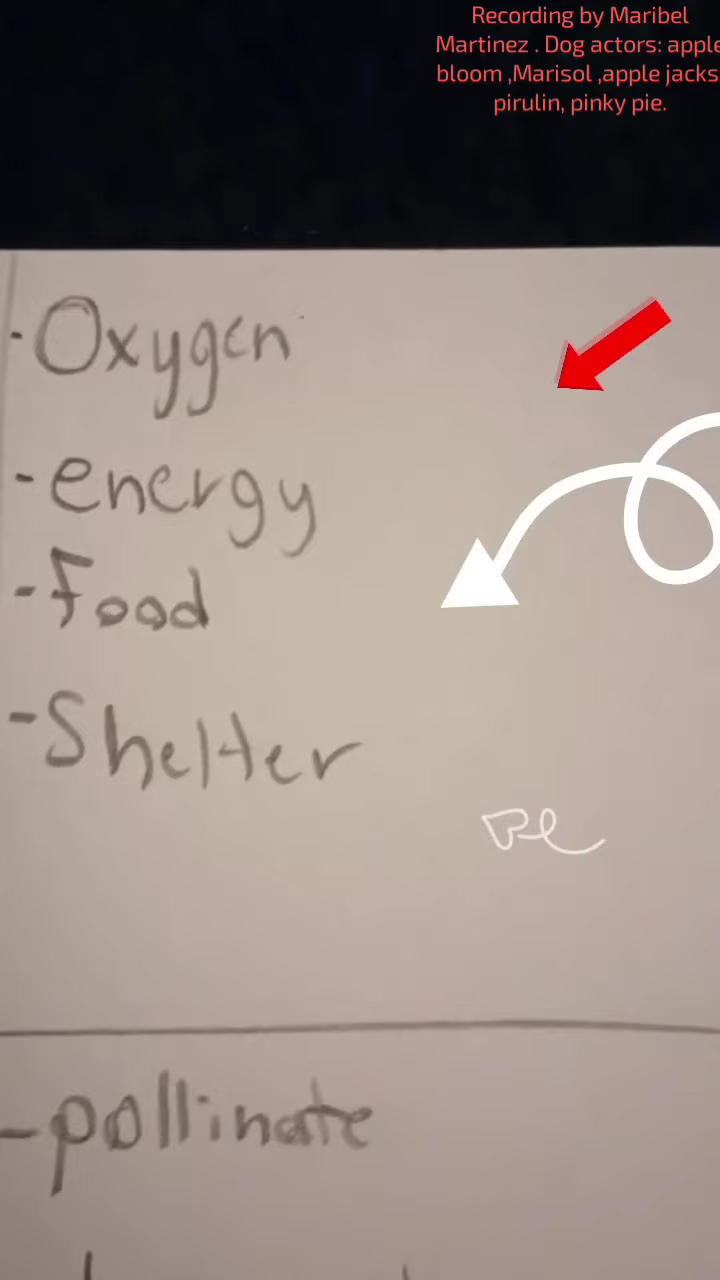 Recording by Maribel
Martinez . Dog actors: apple
bloom ,Marisol ,apple jacks
pirulin, pinky pie.
·Oxygen
-energy
-Food
-Shelter
Be
-pollinate